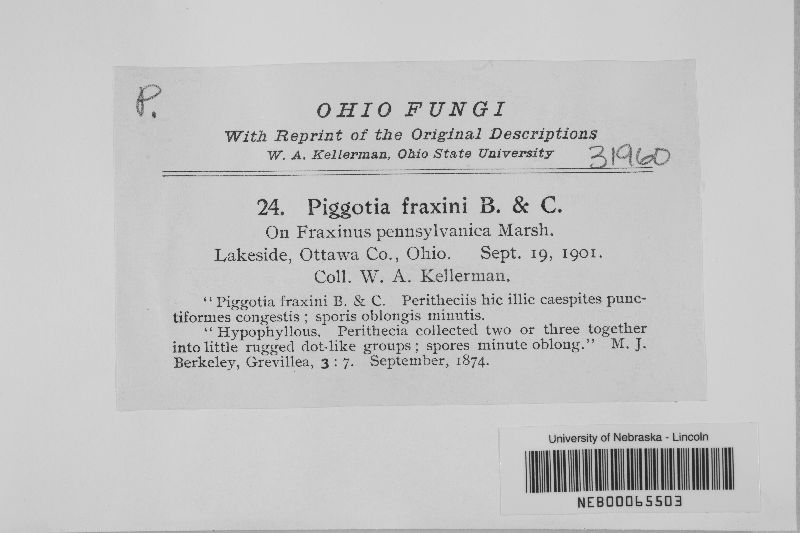 P.
OHIO FUNGI
With Reprint of the Original Descriptions
W. A. Kellerman, Ohio State University
31960
24. Piggotia fraxini B. & C.
On Fraxinus pennsylvanica Marsh.
Lakeside, Ottawa Co., Ohio. Sept. 19, 1901.
Coll. W. A. Kellerman.
"Piggotia fraxini B. & C. Peritheciis hic illic caespites punc-
tiformes congestis; sporis oblongis minutis.
"Hypophyllous. Perithecia collected two or three together
into little rugged dot-like groups; spores minute oblong." M. J.
Berkeley, Grevillea, 3:7. September, 1874.
University of Nebraska - Lincoln
NEB00065503